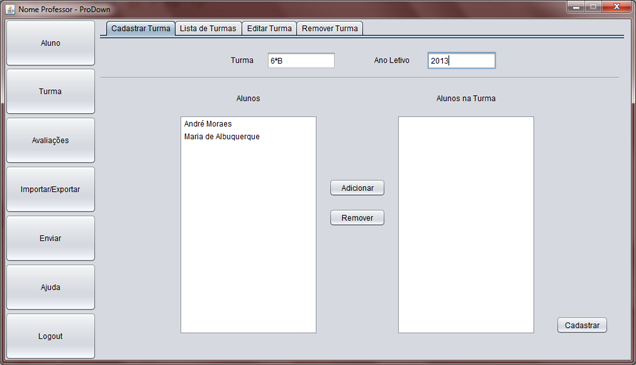 Nome Professor - ProDown
Aluno
Turma
Avaliações
Importar/Exportar
Enviar
Ajuda
Logout
Cadastrar Turma Lista de Turmas Editar Turma Remover Turma
Turma 6ªB Ano Letivo 2013
Alunos Alunos na Turma
André Moraes
Maria de Albuquerque
Adicionar
Remover
Cadastrar